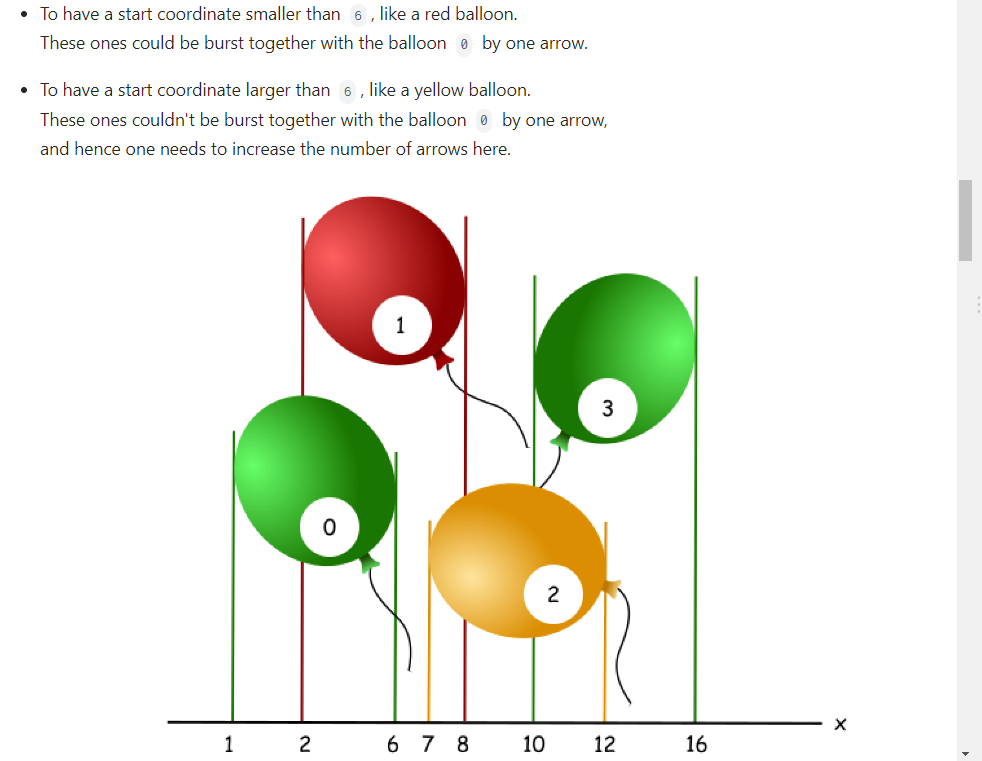 To have a start coordinate smaller than 6 , like a red balloon.
These ones could be burst together with the balloon 0 by one arrow.
To have a start coordinate larger than 6 , like a yellow balloon.
These ones couldn't be burst together with the balloon 0 by one arrow,
and hence one needs to increase the number of arrows here.
1
3
0
2
x
1 2 6 7 8 10 12 16